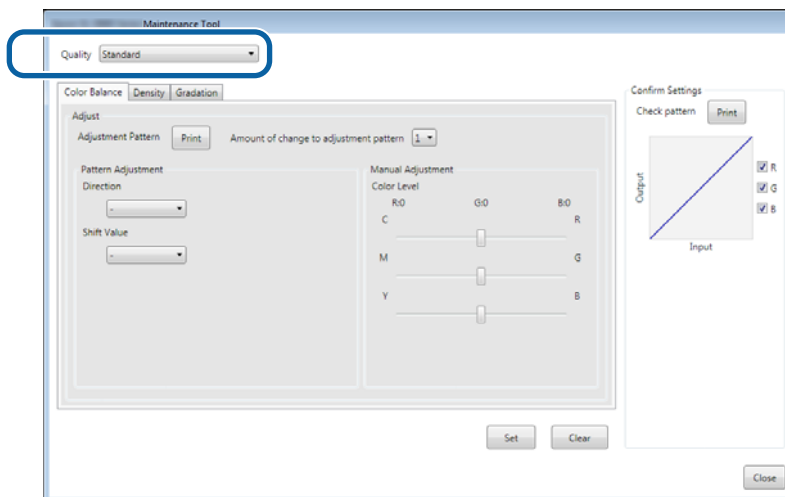 Maintenance Tool
Quality Standard
Color Balance Density Gradation
Adjust
Adjustment Pattern Print Amount of change to adjustment pattern 1
Pattern Adjustment
Direction
-
Shift Value
-
Manual Adjustment
Color Level
R:0 G:0 B:0
C R
M G
Y B
Set Clear
Confirm Settings
Check pattern Print
Output
R
G
B
Input
Close